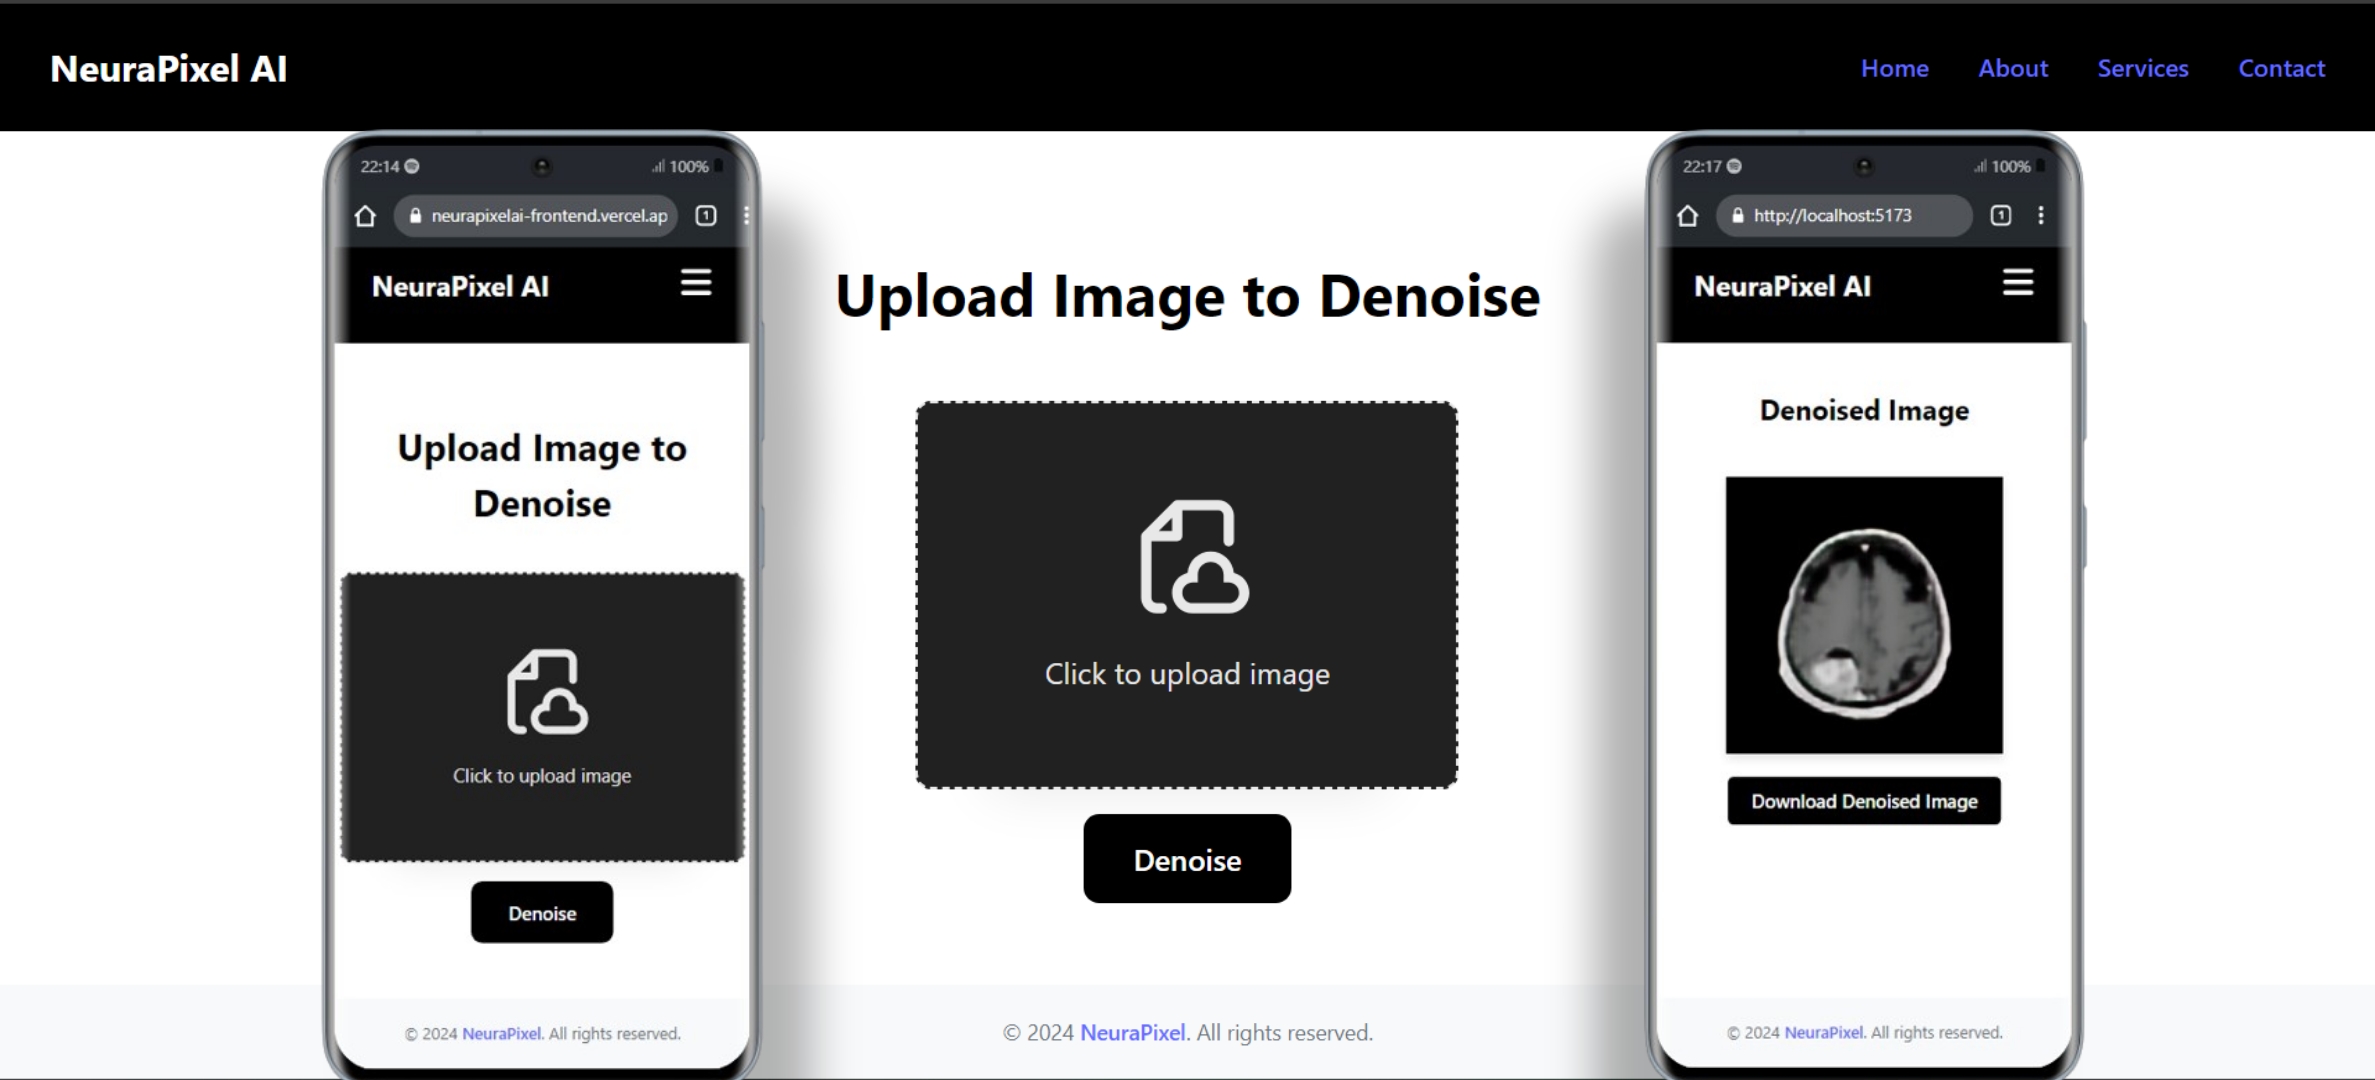 NeuraPixel AI
Home About Services Contact
22:14 100%
neurapixelai-frontend.vercel.ap
1
NeuraPixel AI
Upload Image to
Denoise
Click to upload image
Denoise
© 2024 NeuraPixel. All rights reserved.
Upload Image to Denoise
Click to upload image
Denoise
© 2024 NeuraPixel. All rights reserved.
22:17 100%
http://localhost:5173
1
NeuraPixel AI
Denoised Image
Download Denoised Image
© 2024 NeuraPixel. All rights reserved.